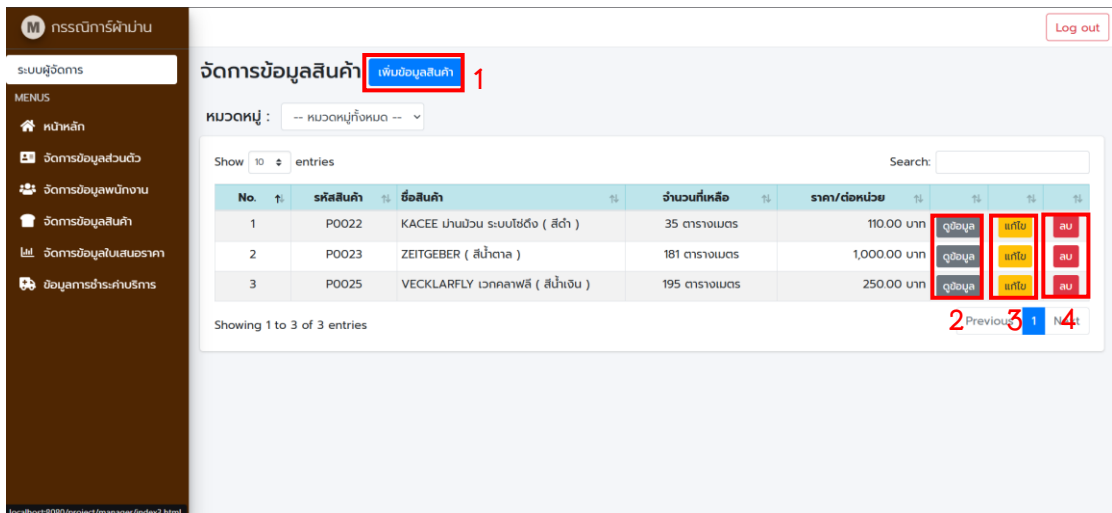 M กรรณิการ์ผ้าม่าน
Log out
ระบบผู้จัดการ
MENUS
หน้าหลัก
จัดการข้อมูลส่วนตัว
จัดการข้อมูลพนักงาน
จัดการข้อมูลสินค้า
จัดการข้อมูลใบเสนอราคา
ข้อมูลการชำระค่าบริการ
จัดการข้อมูลสินค้า เพิ่มข้อมูลสินค้า 1
หมวดหมู่ : -- หมวดหมู่ทั้งหมด --
Show 10 entries Search:
No. รหัสสินค้า ชื่อสินค้า จำนวนที่เหลือ ราคา/ต่อหน่วย
1 P0022 KACEE ม่านม้วน ระบบโซ่ดึง ( สีดำ ) 35 ตารางเมตร 110.00 บาท ดูข้อมูล แก้ไข ลบ
2 P0023 ZEITGEBER ( สีน้ำตาล ) 181 ตารางเมตร 1,000.00 บาท ดูข้อมูล แก้ไข ลบ
3 P0025 VECKLARFLY เวกคลาฟลี ( สีน้ำเงิน ) 195 ตารางเมตร 250.00 บาท ดูข้อมูล แก้ไข ลบ
Showing 1 to 3 of 3 entries 2 Previous 3 1 Next 4
localhost:8080/project/manager/index2.html